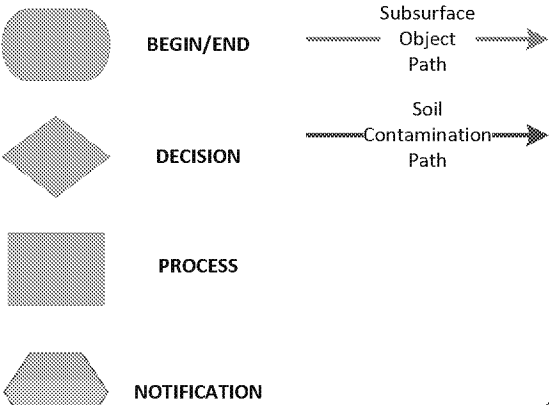 BEGIN/END
Subsurface
Object
Path
DECISION
Soil
Contamination
Path
PROCESS
NOTIFICATION